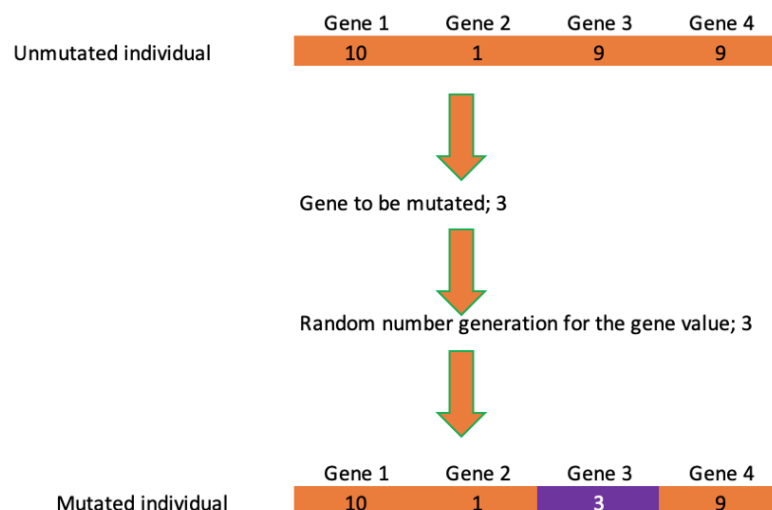 Gene 1 Gene 2 Gene 3 Gene 4
Unmutated individual 10 1 9 9
Gene to be mutated; 3
Random number generation for the gene value; 3
Gene 1 Gene 2 Gene 3 Gene 4
Mutated individual 10 1 3 9